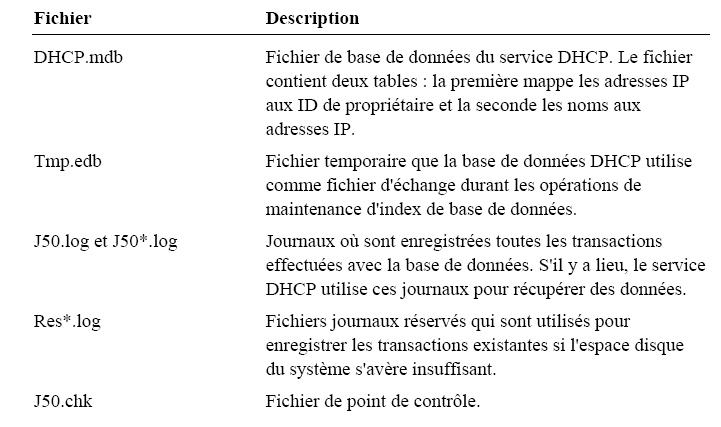 Fichier Description
DHCP.mdb Fichier de base de données du service DHCP. Le fichier
contient deux tables : la première mappe les adresses IP
aux ID de propriétaire et la seconde les noms aux
adresses IP.
Tmp.edb Fichier temporaire que la base de données DHCP utilise
comme fichier d'échange durant les opérations de
maintenance d'index de base de données.
J50.log et J50*.log Journaux où sont enregistrées toutes les transactions
effectuées avec la base de données. S'il y a lieu, le service
DHCP utilise ces journaux pour récupérer des données.
Res*.log Fichiers journaux réservés qui sont utilisés pour
enregistrer les transactions existantes si l'espace disque
du système s'avère insuffisant.
J50.chk Fichier de point de contrôle.